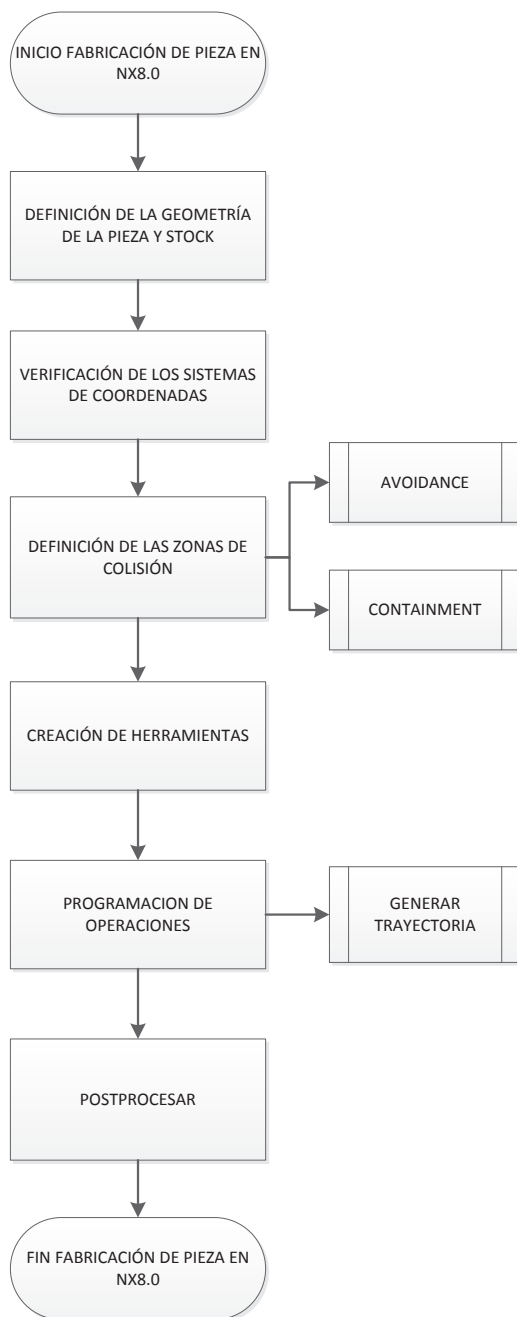 INICIO FABRICACIÓN DE PIEZA EN
NX8.0
DEFINICIÓN DE LA GEOMETRÍA
DE LA PIEZA Y STOCK
VERIFICACIÓN DE LOS SISTEMAS
DE COORDENADAS
DEFINICIÓN DE LAS ZONAS DE
COLISIÓN
AVOIDANCE
CONTAINMENT
CREACIÓN DE HERRAMIENTAS
PROGRAMACION DE
OPERACIONES
GENERAR
TRAYECTORIA
POSTPROCESAR
FIN FABRICACIÓN DE PIEZA EN
NX8.0